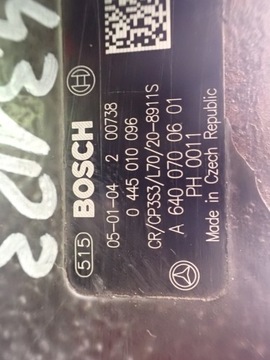 515 BOSCH
05-01-04 2 00738
0 445 010 096
CR/CP3S3/L70/20-8911S
A 640 070 06 01
PH 0011
Made in Czech Republic